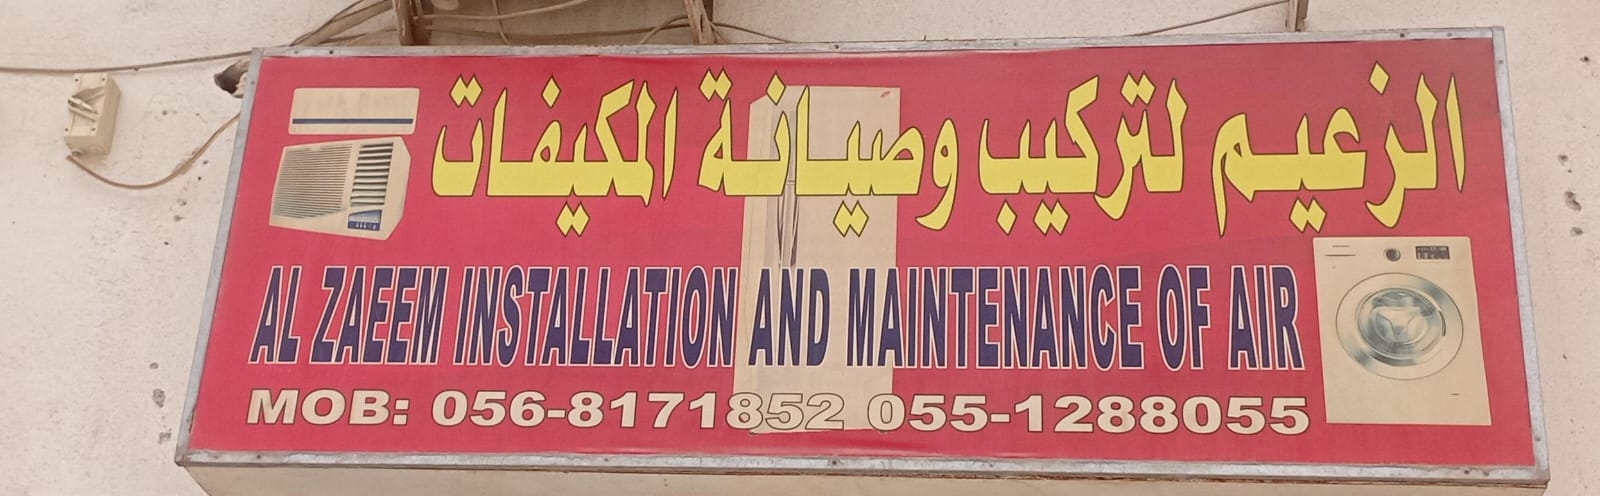 الزعيم لتركيب وصيانة المكيفات
AL ZAEEM INSTALLATION AND MAINTENANCE OF AIR
MOB: 056-8171852 055-1288055